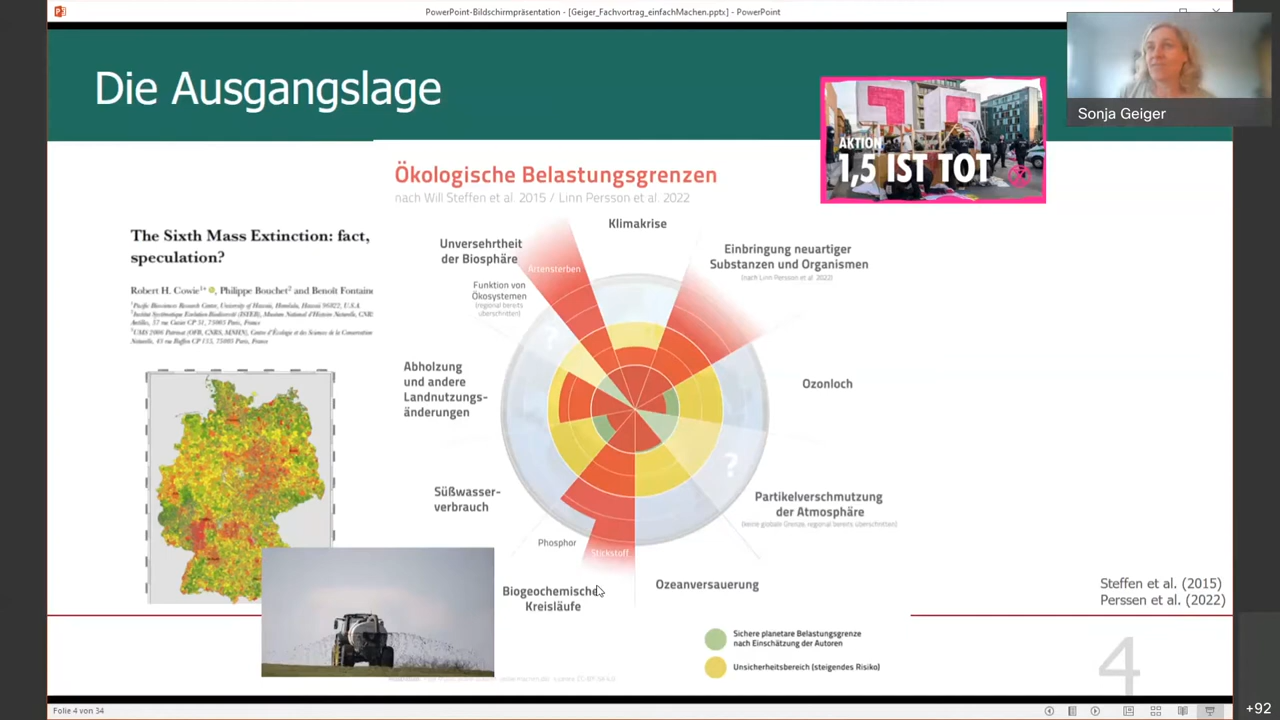 PowerPoint-Bildschirmpräsentation - [Geiger_Fachvortrag_einfachMachen.pptx] - PowerPoint
Sonja Geiger
Die Ausgangslage
AKTION
1,5 IST TOT
Ökologische Belastungsgrenzen
nach Will Steffen et al. 2015 / Linn Persson et al. 2022
The Sixth Mass Extinction: fact,
speculation?
Robert H. Cowie1*, Philippe Bouchet2 and Benoît Fontaine
Klimakrise
Unversehrtheit
der Biosphäre
Artensterben
Funktion von
Ökosystemen
(regional bereits
überschritten)
?
Einbringung neuartiger
Substanzen und Organismen
(nach Linn Persson et al. 2022)
Abholzung
und andere
Landnutzungs-
änderungen
Ozonloch
Süßwasser-
verbrauch
?
Partikelverschmutzung
der Atmosphäre
(keine globale Grenze, regional bereits überschritten)
Phosphor
Stickstoff
Biogeochemische
Kreisläufe
Ozeanversauerung
Steffen et al. (2015)
Perssen et al. (2022)
Sichere planetare Belastungsgrenze
nach Einschätzung der Autoren
Unsicherheitsbereich (steigendes Risiko)
4
Folie 4 von 34
+92